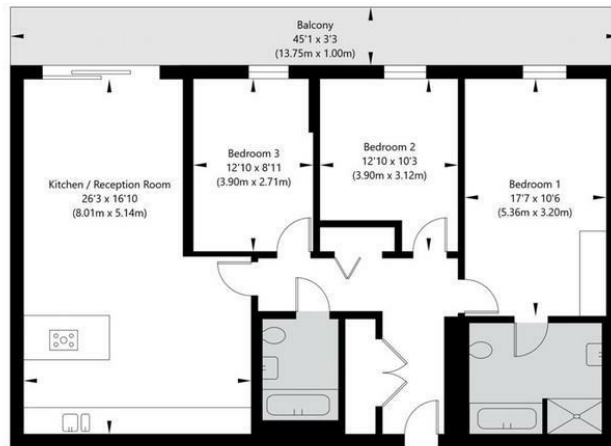 Balcony
45'1 x 3'3
(13.75m x 1.00m)
Kitchen / Reception Room
26'3 x 16'10
(8.01m x 5.14m)
Bedroom 3
12'10 x 8'11
(3.90m x 2.71m)
Bedroom 2
12'10 x 10'3
(3.90m x 3.12m)
Bedroom 1
17'7 x 10'6
(5.36m x 3.20m)